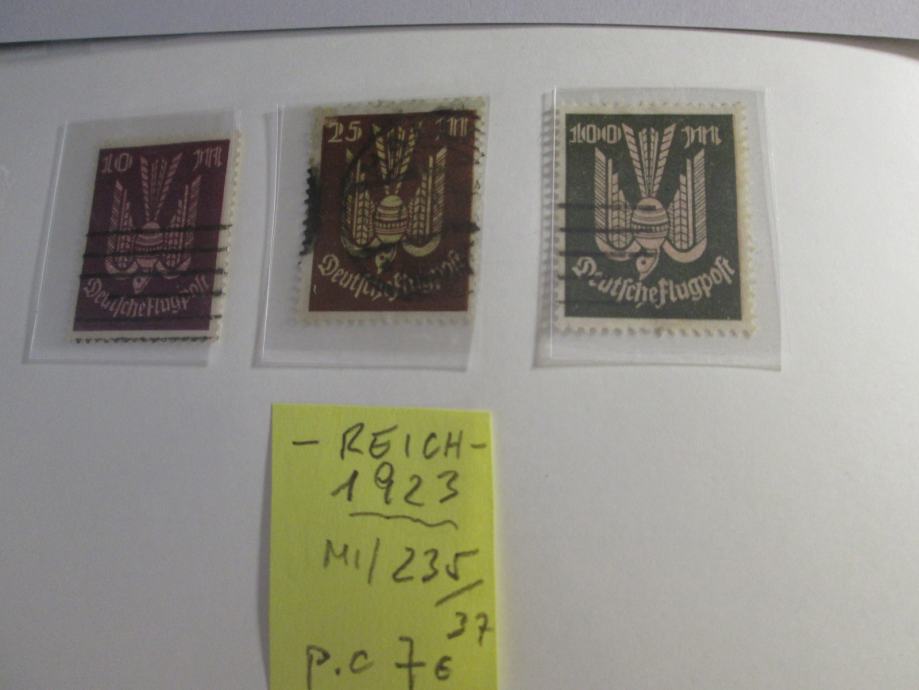 10 M
Deutsche Flugpost
25 M
Deutsche Flugpost
100 M
Deutsche Flugpost
- REICH -
1923
MI/235/
37
p.c 7€